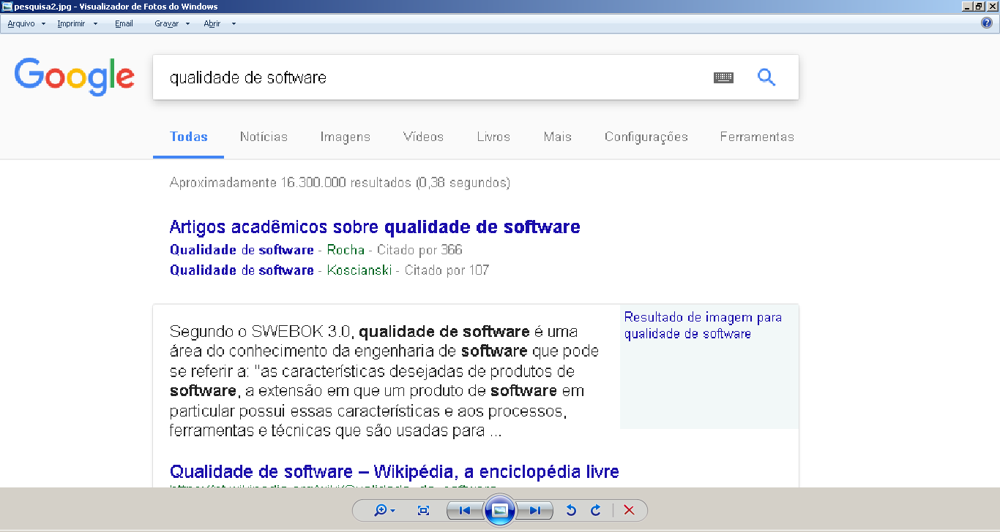 pesquisa2.jpg - Visualizador de Fotos do Windows
Arquivo Imprimir Email Gravar Abrir
Google
qualidade de software
Todas Notícias Imagens Vídeos Livros Mais Configurações Ferramentas
Aproximadamente 16.300.000 resultados (0,38 segundos)
Artigos acadêmicos sobre qualidade de software
Qualidade de software - Rocha - Citado por 366
Qualidade de software - Koscianski - Citado por 107
Segundo o SWEBOK 3.0, qualidade de software é uma
área do conhecimento da engenharia de software que pode
se referir a: "as características desejadas de produtos de
software, a extensão em que um produto de software em
particular possui essas características e aos processos,
ferramentas e técnicas que são usadas para ...
Resultado de imagem para
qualidade de software
Qualidade de software – Wikipédia, a enciclopédia livre